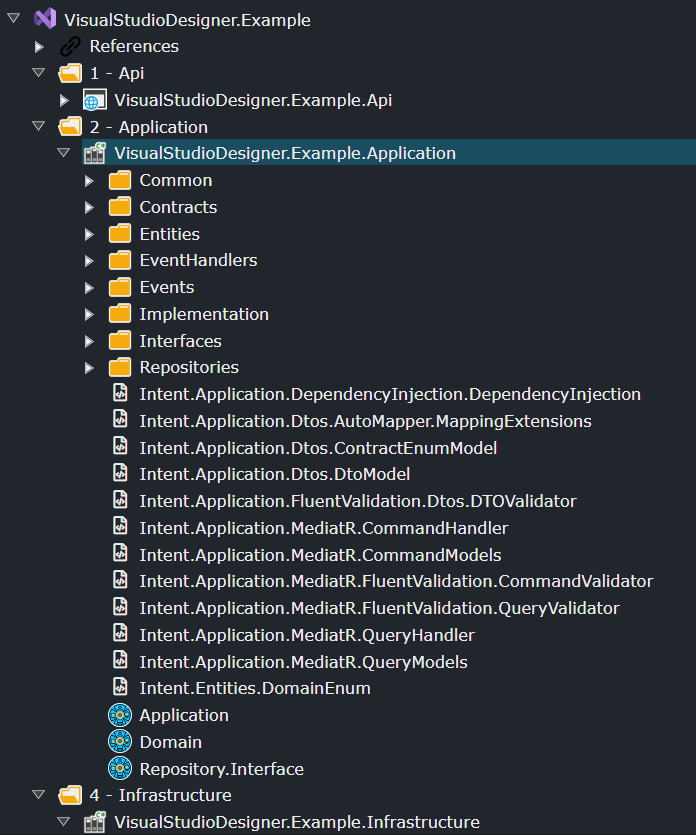 VisualStudioDesigner.Example
References
1 - Api
VisualStudioDesigner.Example.Api
2 - Application
VisualStudioDesigner.Example.Application
Common
Contracts
Entities
EventHandlers
Events
Implementation
Interfaces
Repositories
Intent.Application.DependencyInjection.DependencyInjection
Intent.Application.Dtos.AutoMapper.MappingExtensions
Intent.Application.Dtos.ContractEnumModel
Intent.Application.Dtos.DtoModel
Intent.Application.FluentValidation.Dtos.DTOValidator
Intent.Application.MediatR.CommandHandler
Intent.Application.MediatR.CommandModels
Intent.Application.MediatR.FluentValidation.CommandValidator
Intent.Application.MediatR.FluentValidation.QueryValidator
Intent.Application.MediatR.QueryHandler
Intent.Application.MediatR.QueryModels
Intent.Entities.DomainEnum
Application
Domain
Repository.Interface
4 - Infrastructure
VisualStudioDesigner.Example.Infrastructure